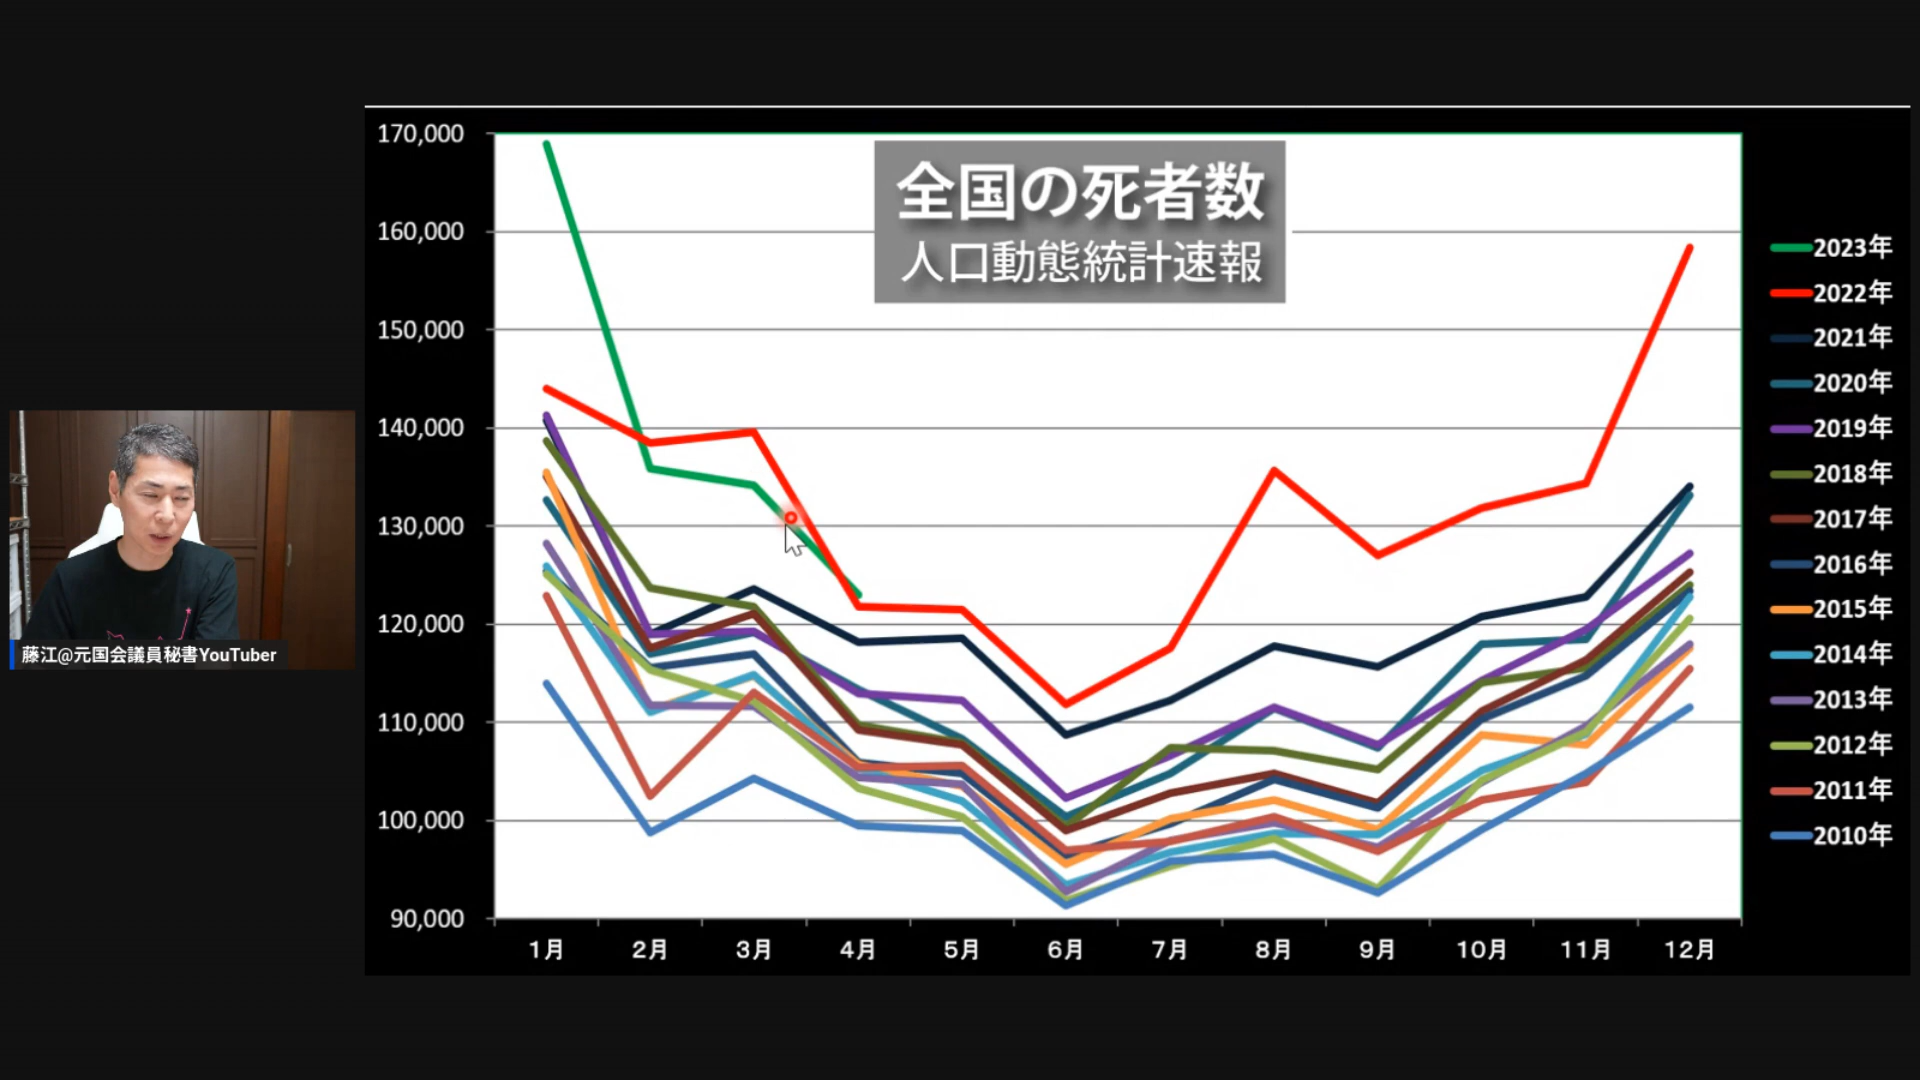 全国の死者数
人口動態統計速報
170,000
160,000
150,000
140,000
130,000
120,000
110,000
100,000
90,000
1月
2月
3月
4月
5月
6月
7月
8月
9月
10月
11月
12月
2023年
2022年
2021年
2020年
2019年
2018年
2017年
2016年
2015年
2014年
2013年
2012年
2011年
2010年
藤江@元国会議員秘書YouTuber